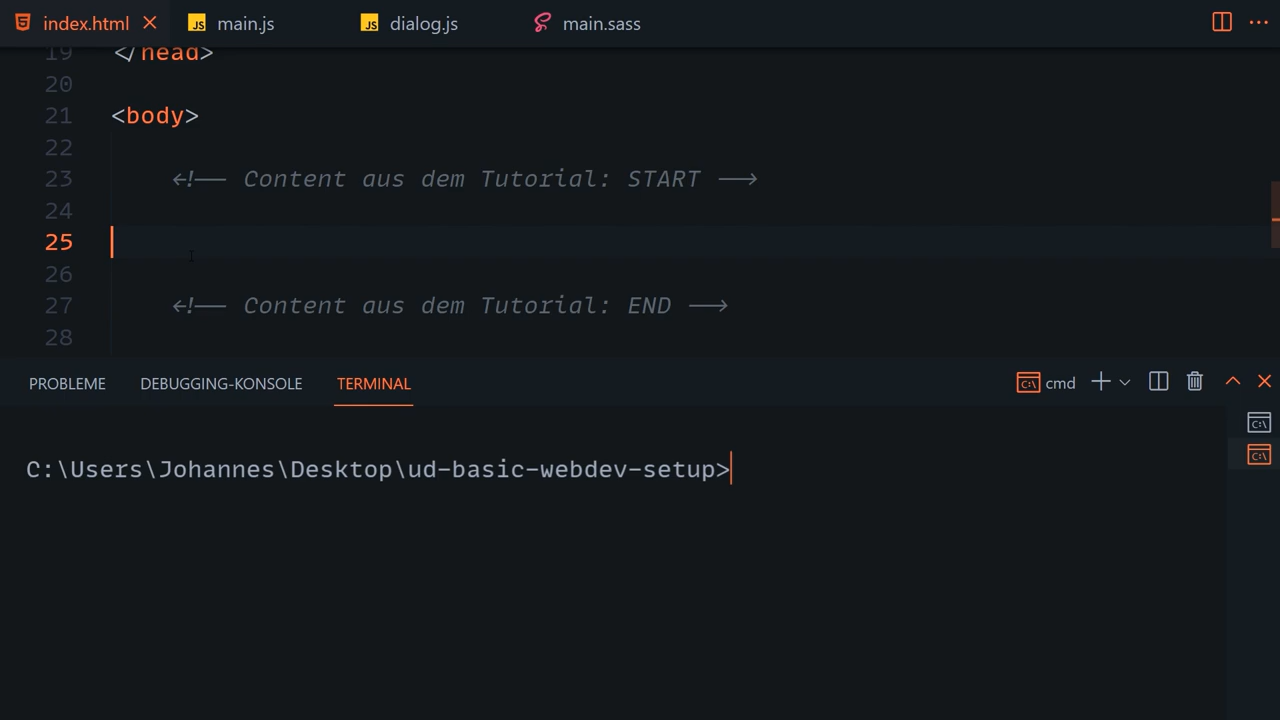 index.html main.js dialog.js main.sass
19 </head>
20
21 <body>
22
23 <!-- Content aus dem Tutorial: START -->
24
25
26
27 <!-- Content aus dem Tutorial: END -->
28
PROBLEME DEBUGGING-KONSOLE TERMINAL cmd
C:\Users\Johannes\Desktop\ud-basic-webdev-setup>